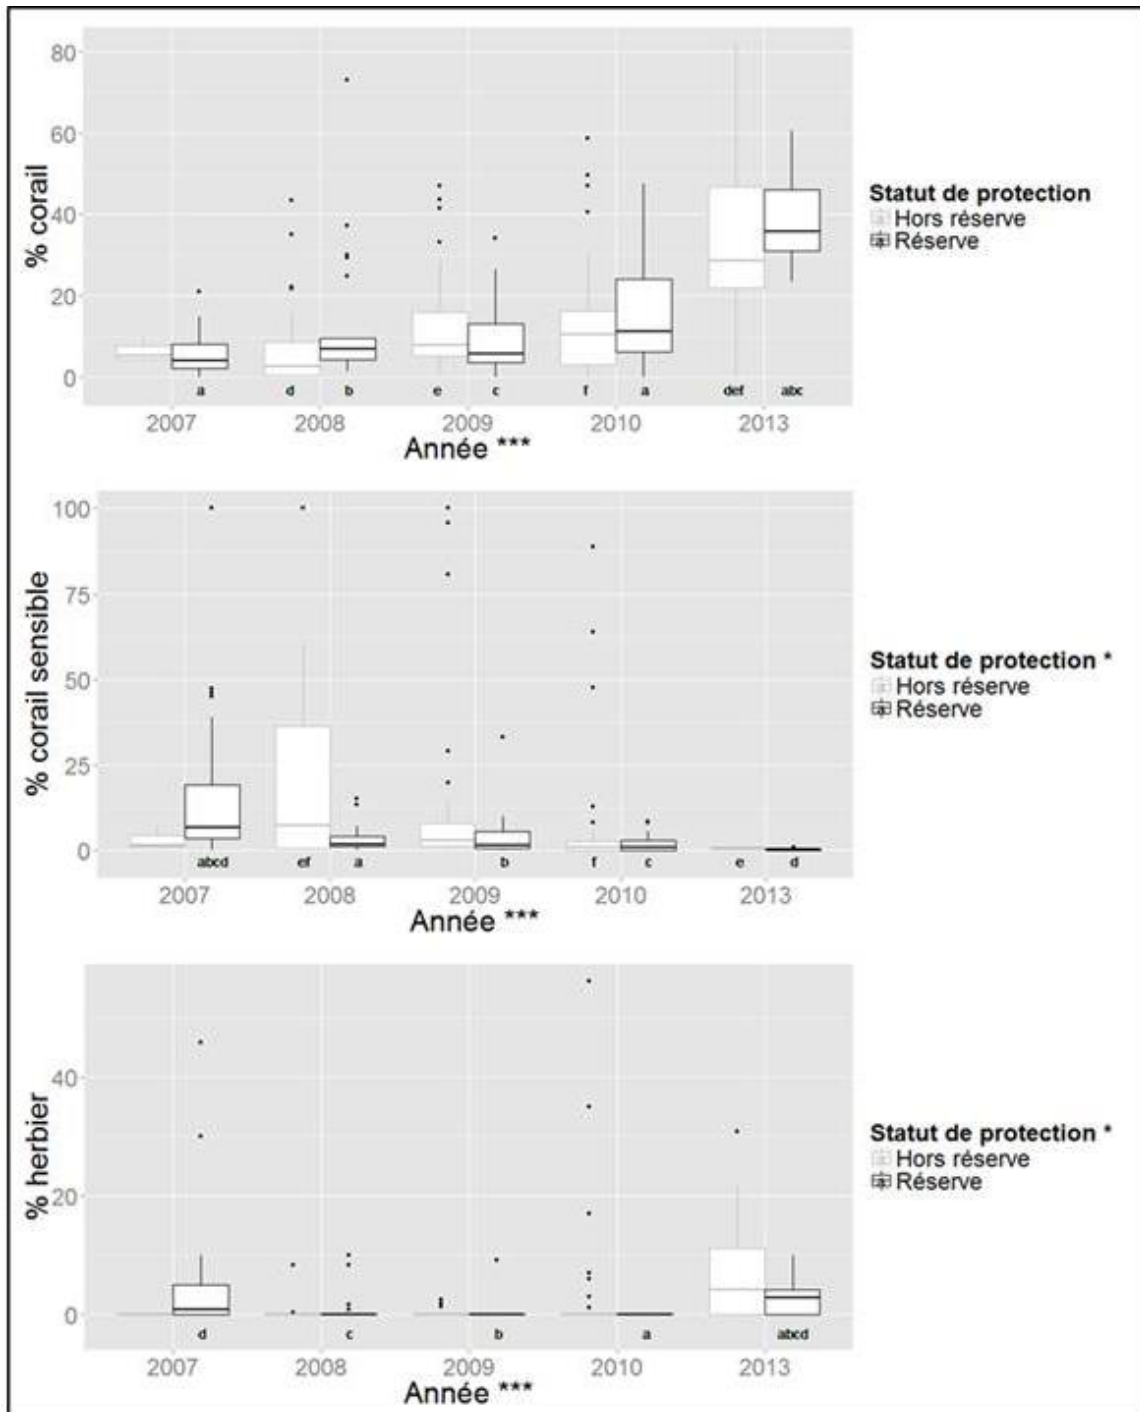 80
60
40
20
0
% corail
a d b e c f a def abc
2007 2008 2009 2010 2013
Année ***
Statut de protection
Hors réserve
Réserve
100
75
50
25
0
% corail sensible
abcd ef a b f c e d
2007 2008 2009 2010 2013
Année ***
Statut de protection *
Hors réserve
Réserve
40
20
0
% herbier
d c b a abcd
2007 2008 2009 2010 2013
Année ***
Statut de protection *
Hors réserve
Réserve